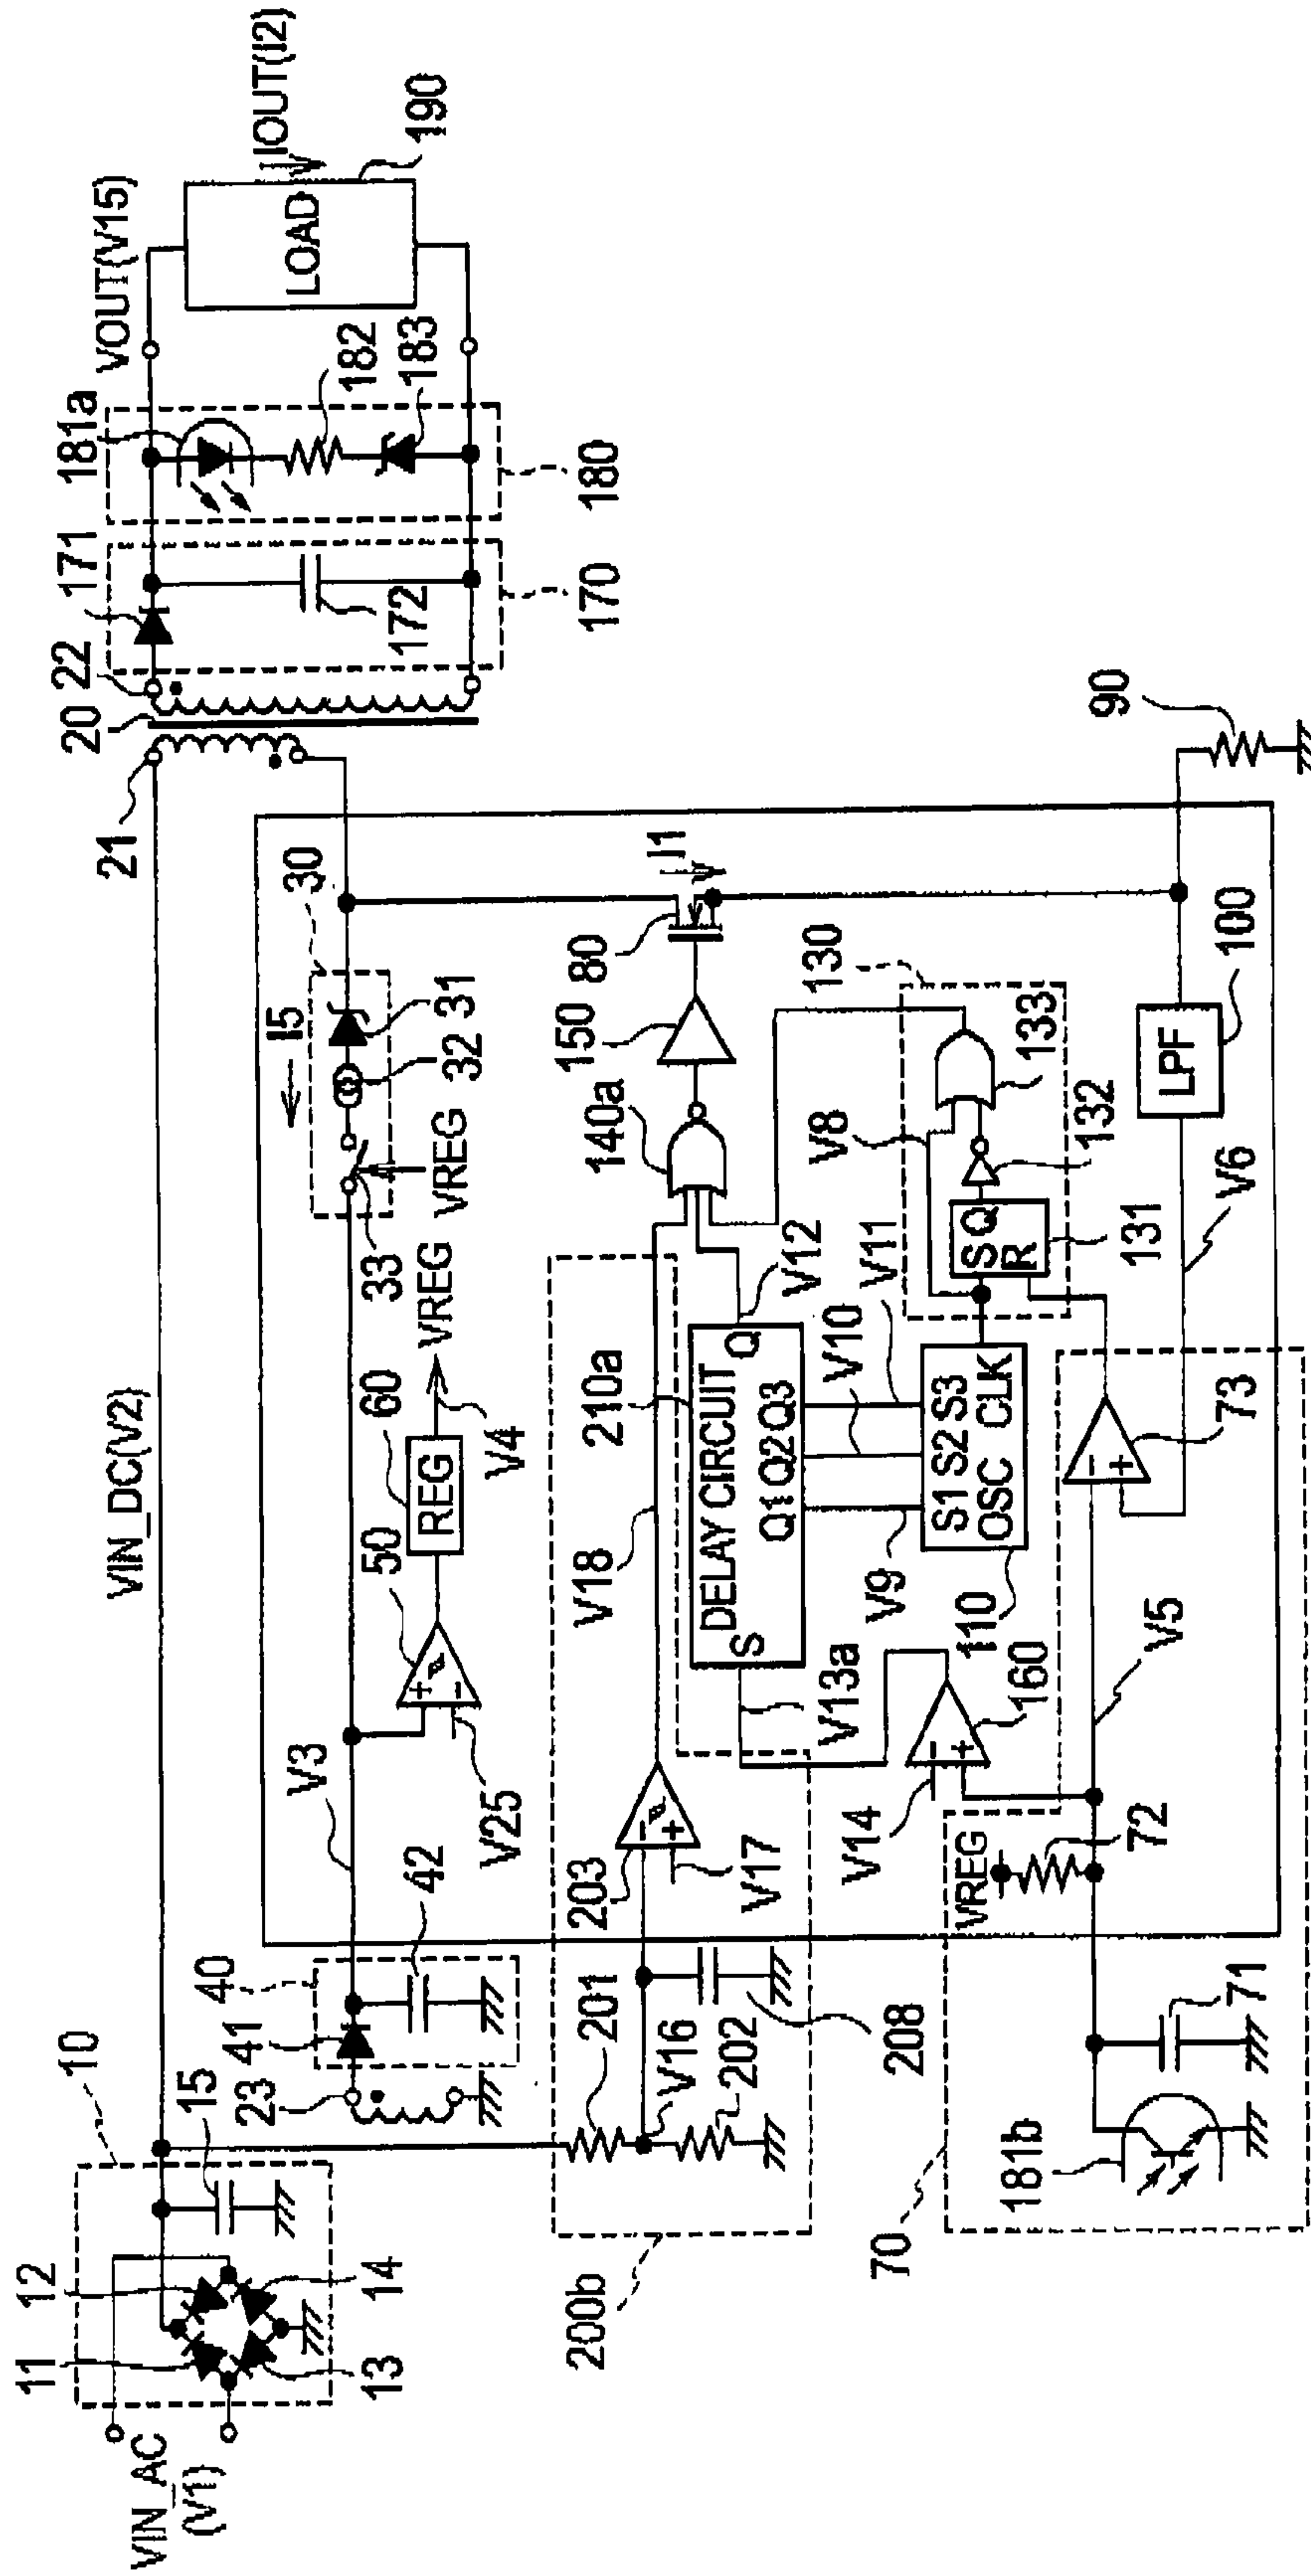 VIN_AC
(V1)
10
11
12
13
14
15
VIN_DC(V2)
21
20
22
171
172
170
181a
182
183
180
VOUT(V15)
LOAD
IOUT(I2)
190
23
41
40
42
V3
V25
50
60
REG
V4
VREG
33
VREG
I5
32
31
30
200b
201
V16
202
208
203
V17
V18
210a
DELAY CIRCUIT
S
Q
Q1 Q2 Q3
V12
V13a
V9
V10
V11
S1 S2 S3
OSC CLK
110
V14
160
140a
150
80
I1
130
V8
S Q
R
131
132
133
70
181b
71
VREG
72
V5
73
V6
LPF
100
90